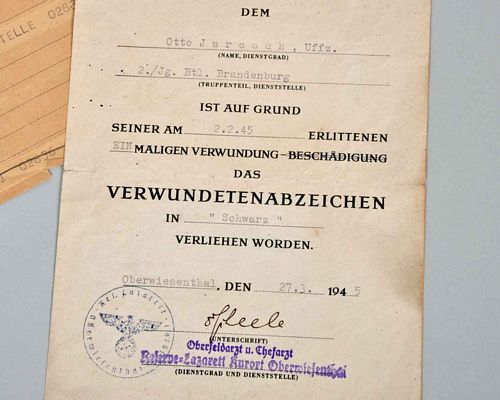 DEM
Otto Jarosch, Uffz.
(NAME, DIENSTGRAD)
2./Jg. Btl. Brandenburg
(TRUPPENTEIL, DIENSTSTELLE)
IST AUF GRUND
SEINER AM 2.2.45 ERLITTENEN
EIN MALIGEN VERWUNDUNG - BESCHÄDIGUNG
DAS
VERWUNDETENABZEICHEN
IN " Schwarz "
VERLIEHEN WORDEN.
Oberwiesenthal, DEN 27.3. 1945
(UNTERSCHRIFT)
Oberfeldarzt u. Chefarzt
Reserve-Lazarett Kurort Oberwiesenthal
(DIENSTGRAD UND DIENSTSTELLE)